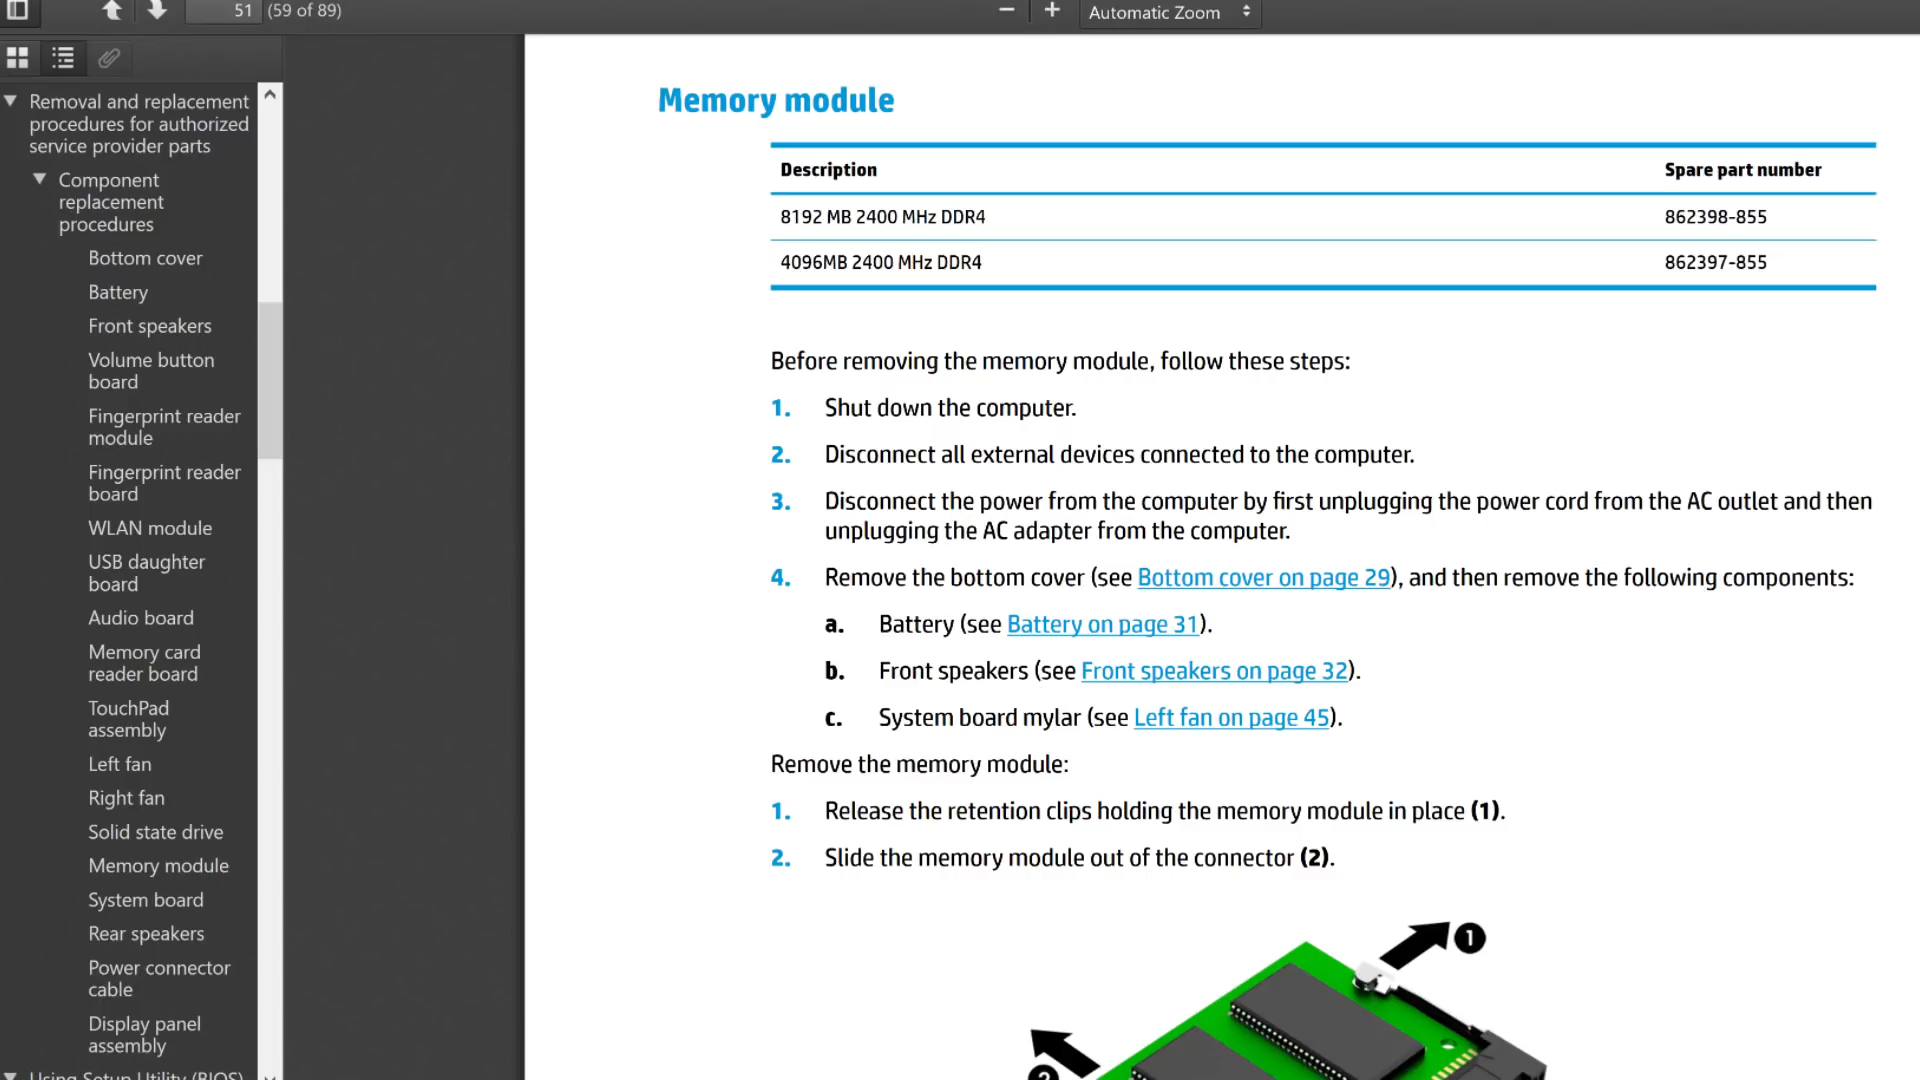 51 (59 of 89)
Automatic Zoom
Removal and replacement
procedures for authorized
service provider parts
Component
replacement
procedures
Bottom cover
Battery
Front speakers
Volume button
board
Fingerprint reader
module
Fingerprint reader
board
WLAN module
USB daughter
board
Audio board
Memory card
reader board
TouchPad
assembly
Left fan
Right fan
Solid state drive
Memory module
System board
Rear speakers
Power connector
cable
Display panel
assembly
Using Setup Utility (BIOS)
Memory module
Description Spare part number
8192 MB 2400 MHz DDR4 862398-855
4096MB 2400 MHz DDR4 862397-855
Before removing the memory module, follow these steps:
1. Shut down the computer.
2. Disconnect all external devices connected to the computer.
3. Disconnect the power from the computer by first unplugging the power cord from the AC outlet and then
unplugging the AC adapter from the computer.
4. Remove the bottom cover (see Bottom cover on page 29), and then remove the following components:
a. Battery (see Battery on page 31).
b. Front speakers (see Front speakers on page 32).
c. System board mylar (see Left fan on page 45).
Remove the memory module:
1. Release the retention clips holding the memory module in place (1).
2. Slide the memory module out of the connector (2).
1
2